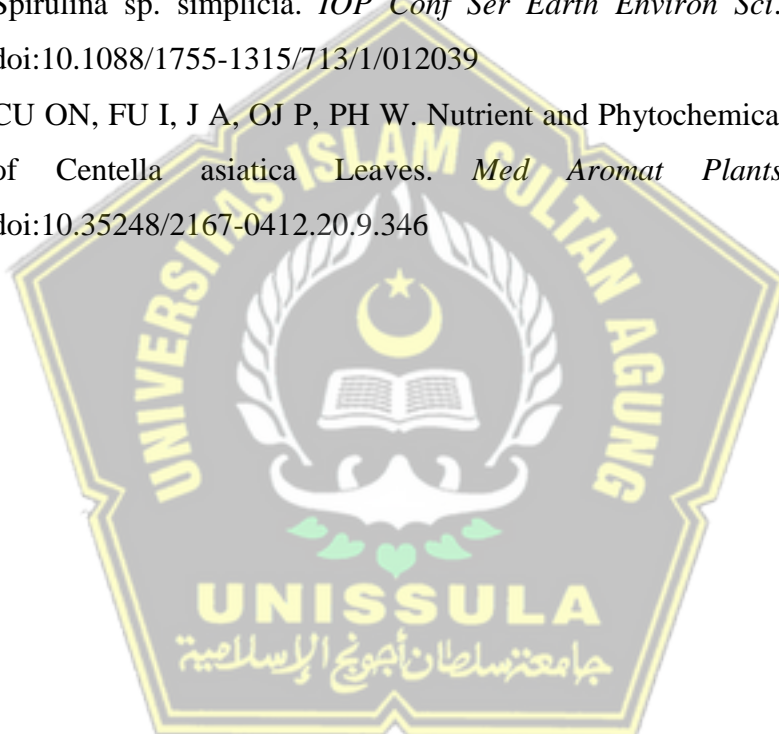 Spirulina sp. simplicia. IOP Conf Ser Earth Environ Sci.
doi:10.1088/1755-1315/713/1/012039
CU ON, FU I, J A, OJ P, PH W. Nutrient and Phytochemica
of Centella asiatica Leaves. Med Aromat Plants
doi:10.35248/2167-0412.20.9.346
UNIVERSITAS ISLAM SULTAN AGUNG
UNISSULA
جامعة سلطان أجونج الإسلامية